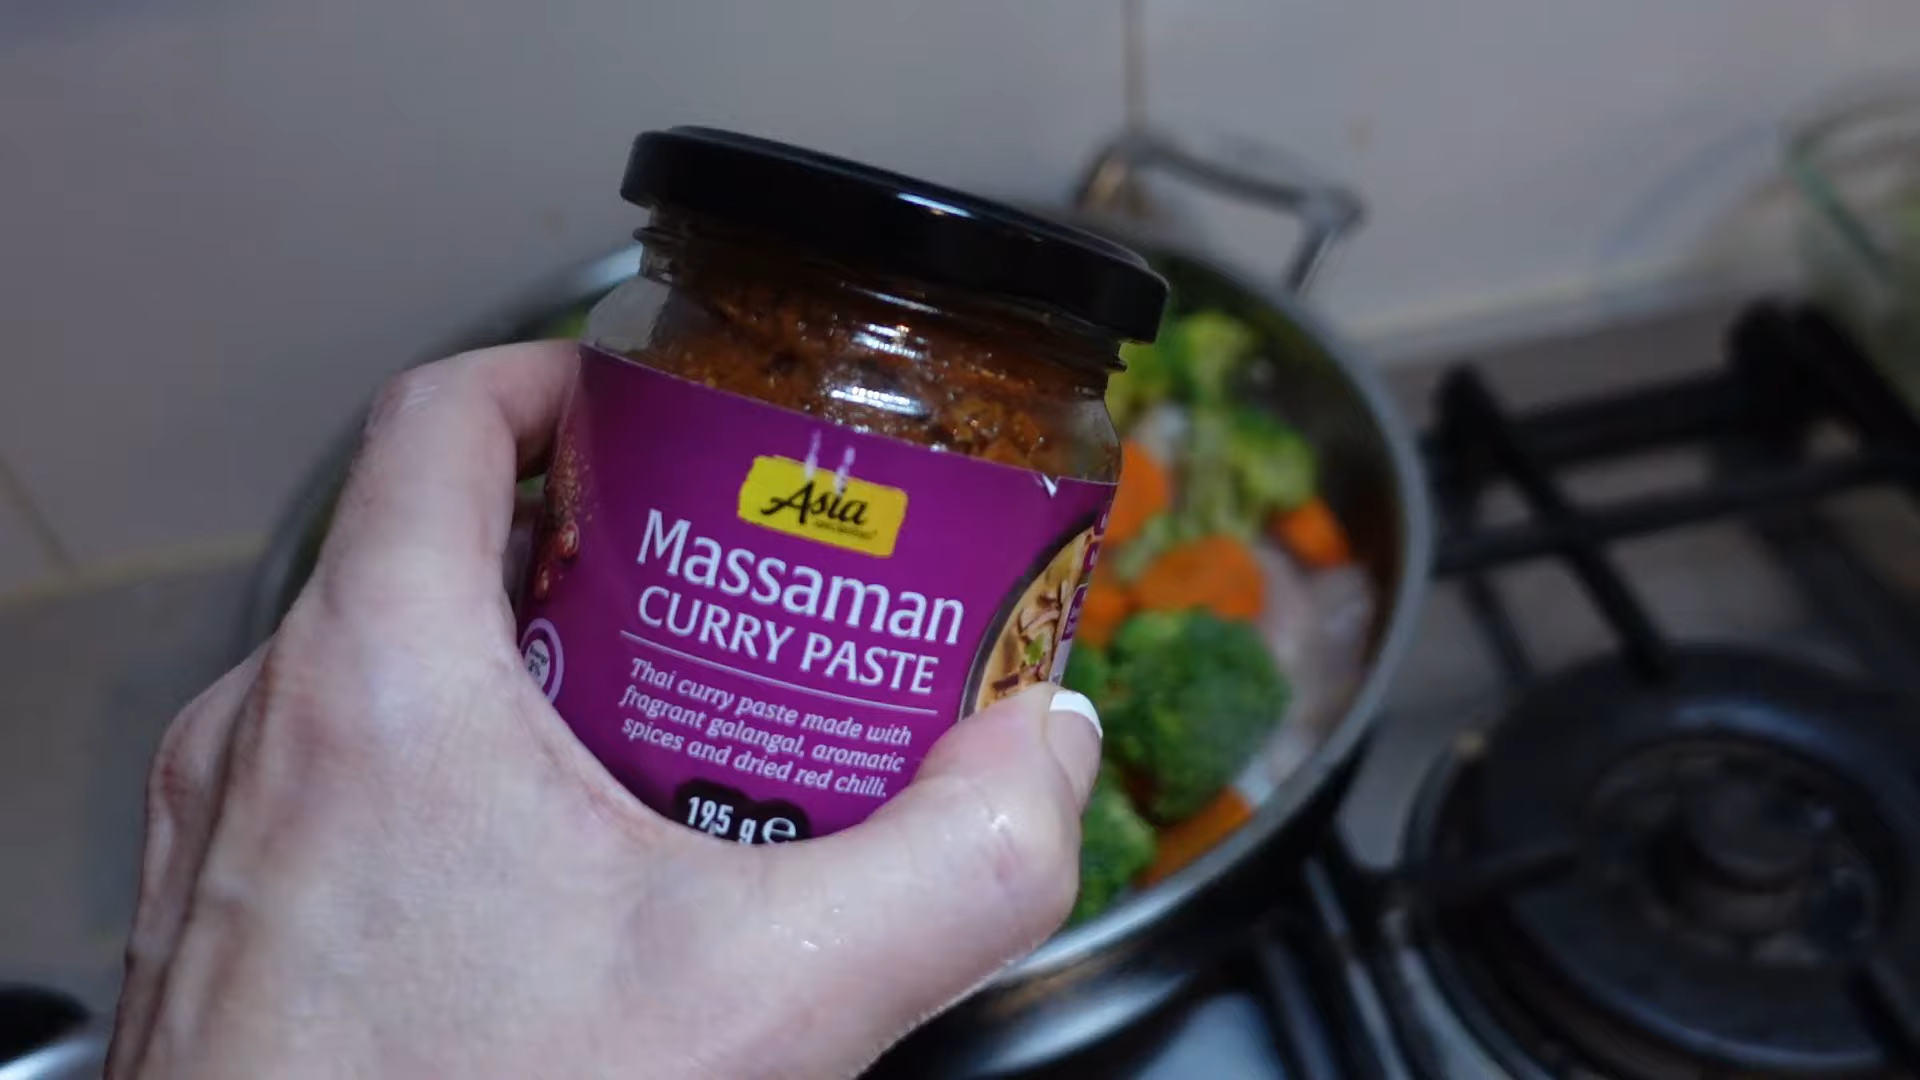 Asia
Massaman
CURRY PASTE
Thai curry paste made with
fragrant galangal, aromatic
spices and dried red chilli.
195 g ℮